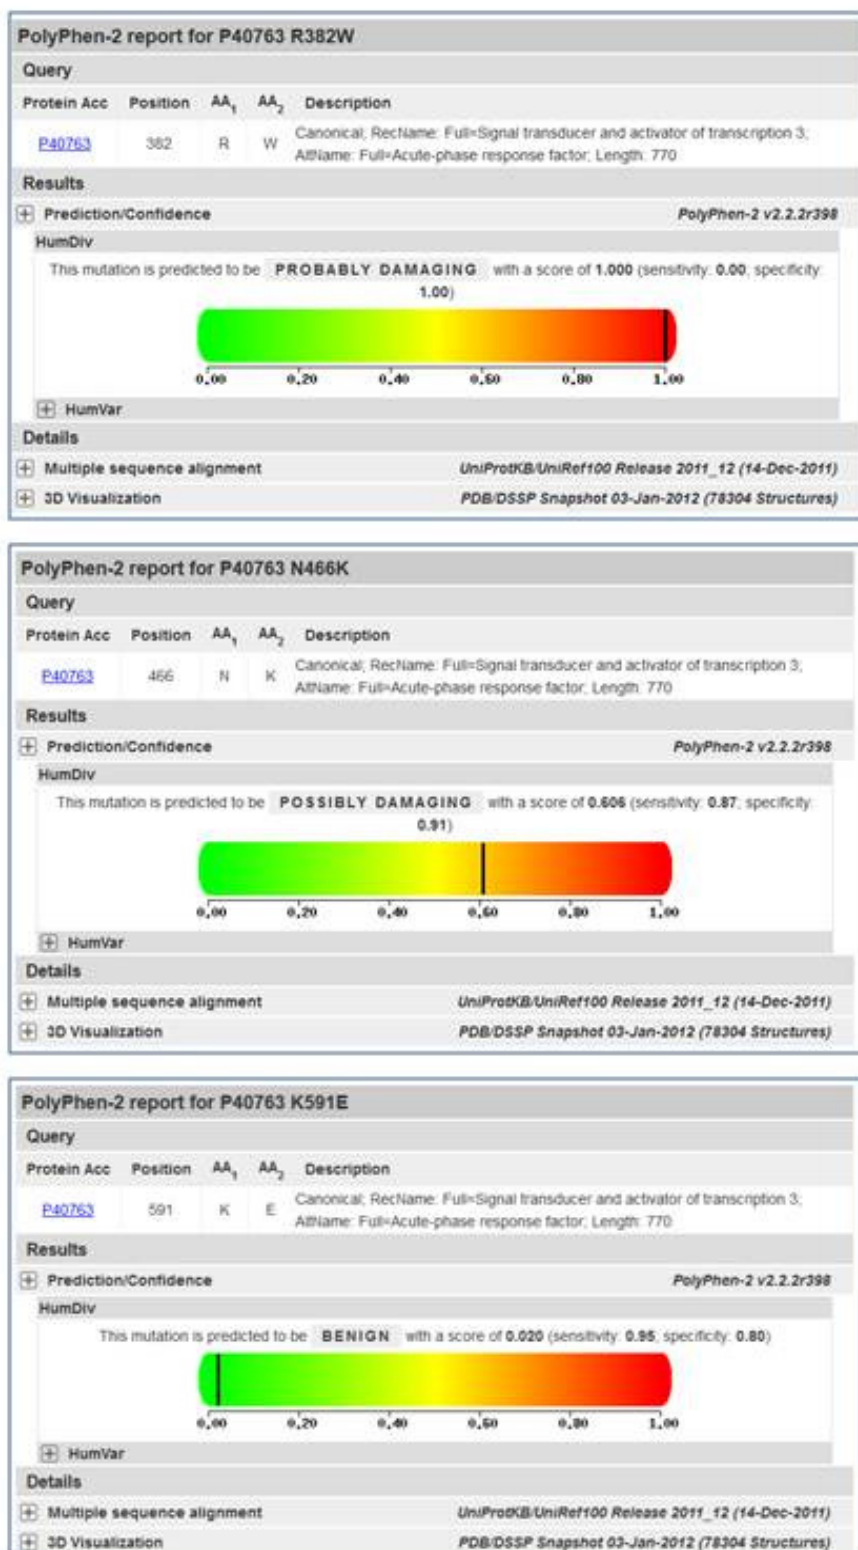 PolyPhen-2 report for P40763 R382W
Query
Protein Acc Position AA1 AA2 Description
P40763 382 R W Canonical; RecName: Full=Signal transducer and activator of transcription 3;
AltName: Full=Acute-phase response factor; Length: 770
Results
Prediction/Confidence PolyPhen-2 v2.2.2r398
HumDiv
This mutation is predicted to be PROBABLY DAMAGING with a score of 1.000 (sensitivity: 0.00; specificity:
1.00)
0.00 0.20 0.40 0.60 0.80 1.00
HumVar
Details
Multiple sequence alignment UniProtKB/UniRef100 Release 2011_12 (14-Dec-2011)
3D Visualization PDB/DSSP Snapshot 03-Jan-2012 (78304 Structures)
PolyPhen-2 report for P40763 N466K
Query
Protein Acc Position AA1 AA2 Description
P40763 466 N K Canonical; RecName: Full=Signal transducer and activator of transcription 3;
AltName: Full=Acute-phase response factor; Length: 770
Results
Prediction/Confidence PolyPhen-2 v2.2.2r398
HumDiv
This mutation is predicted to be POSSIBLY DAMAGING with a score of 0.606 (sensitivity: 0.87; specificity:
0.91)
0.00 0.20 0.40 0.60 0.80 1.00
HumVar
Details
Multiple sequence alignment UniProtKB/UniRef100 Release 2011_12 (14-Dec-2011)
3D Visualization PDB/DSSP Snapshot 03-Jan-2012 (78304 Structures)
PolyPhen-2 report for P40763 K591E
Query
Protein Acc Position AA1 AA2 Description
P40763 591 K E Canonical; RecName: Full=Signal transducer and activator of transcription 3;
AltName: Full=Acute-phase response factor; Length: 770
Results
Prediction/Confidence PolyPhen-2 v2.2.2r398
HumDiv
This mutation is predicted to be BENIGN with a score of 0.020 (sensitivity: 0.95; specificity: 0.80)
0.00 0.20 0.40 0.60 0.80 1.00
HumVar
Details
Multiple sequence alignment UniProtKB/UniRef100 Release 2011_12 (14-Dec-2011)
3D Visualization PDB/DSSP Snapshot 03-Jan-2012 (78304 Structures)